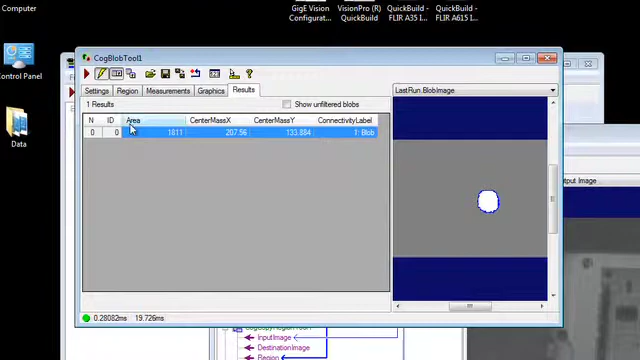 Computer
GigE Vision
Configurat...
VisionPro (R)
QuickBuild
QuickBuild -
FLIR A35 I...
QuickBuild -
FLIR A615 I...
Control Panel
Data
CogBlobTool1
Settings
Region
Measurements
Graphics
Results
1 Results
Show unfiltered blobs
N
ID
Area
CenterMassX
CenterMassY
ConnectivityLabel
0
0
1811
207.56
133.884
1: Blob
LastRun.BlobImage
0.28082ms
19.726ms
InputImage
DestinationImage
Region